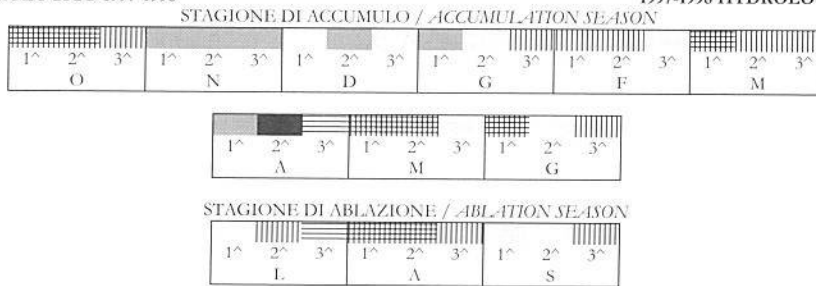 STAGIONE DI ACCUMULO / ACCUMULATION SEASON
1^ 2^ 3^ 1^ 2^ 3^ 1^ 2^ 3^ 1^ 2^ 3^ 1^ 2^ 3^ 1^ 2^ 3^
O N D G F M
1^ 2^ 3^ 1^ 2^ 3^ 1^ 2^ 3^
A M G
STAGIONE DI ABLAZIONE / ABLATION SEASON
1^ 2^ 3^ 1^ 2^ 3^ 1^ 2^ 3^
L A S